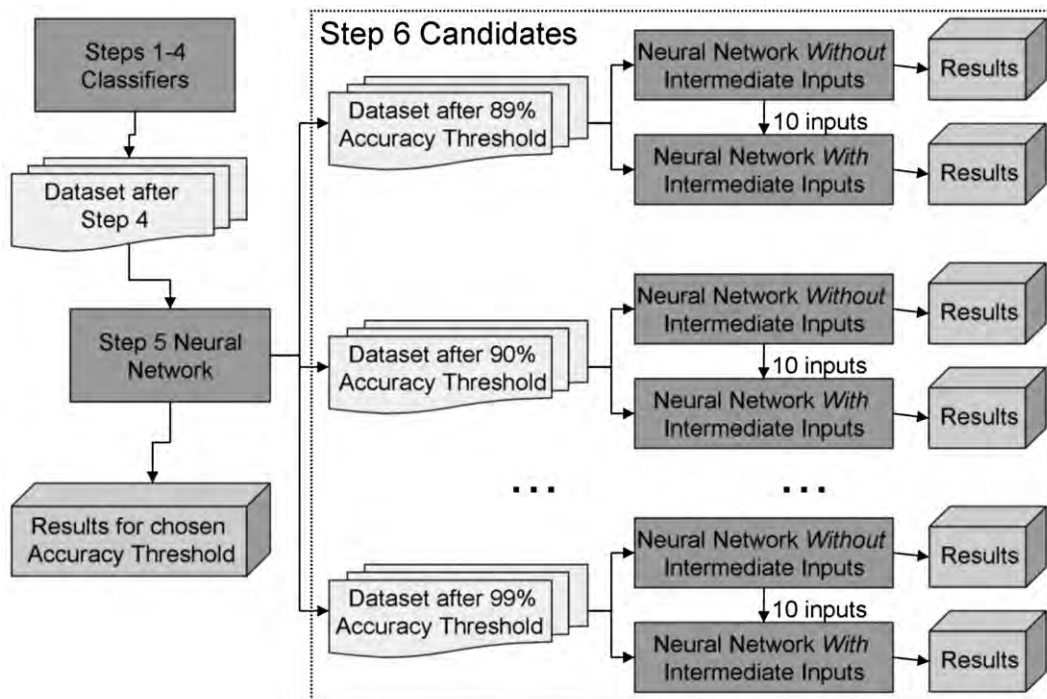 Steps 1-4
Classifiers
Dataset after
Step 4
Step 5 Neural
Network
Results for chosen
Accuracy Threshold
Step 6 Candidates
Dataset after 89%
Accuracy Threshold
Neural Network Without
Intermediate Inputs
Results
10 inputs
Neural Network With
Intermediate Inputs
Results
Dataset after 90%
Accuracy Threshold
Neural Network Without
Intermediate Inputs
Results
10 inputs
Neural Network With
Intermediate Inputs
Results
...
...
Dataset after 99%
Accuracy Threshold
Neural Network Without
Intermediate Inputs
Results
10 inputs
Neural Network With
Intermediate Inputs
Results